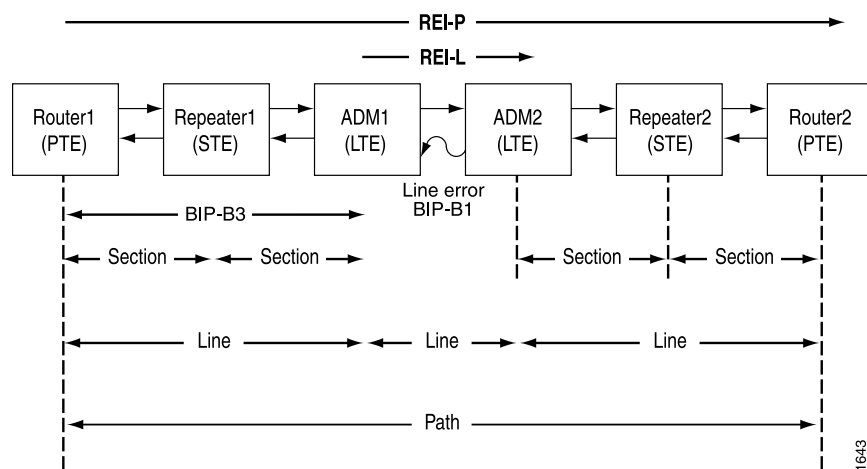 REI-P
REI-L
Router1
(PTE)
Repeater1
(STE)
ADM1
(LTE)
ADM2
(LTE)
Repeater2
(STE)
Router2
(PTE)
Line error
BIP-B1
BIP-B3
Section
Section
Section
Section
Line
Line
Line
Path
1643